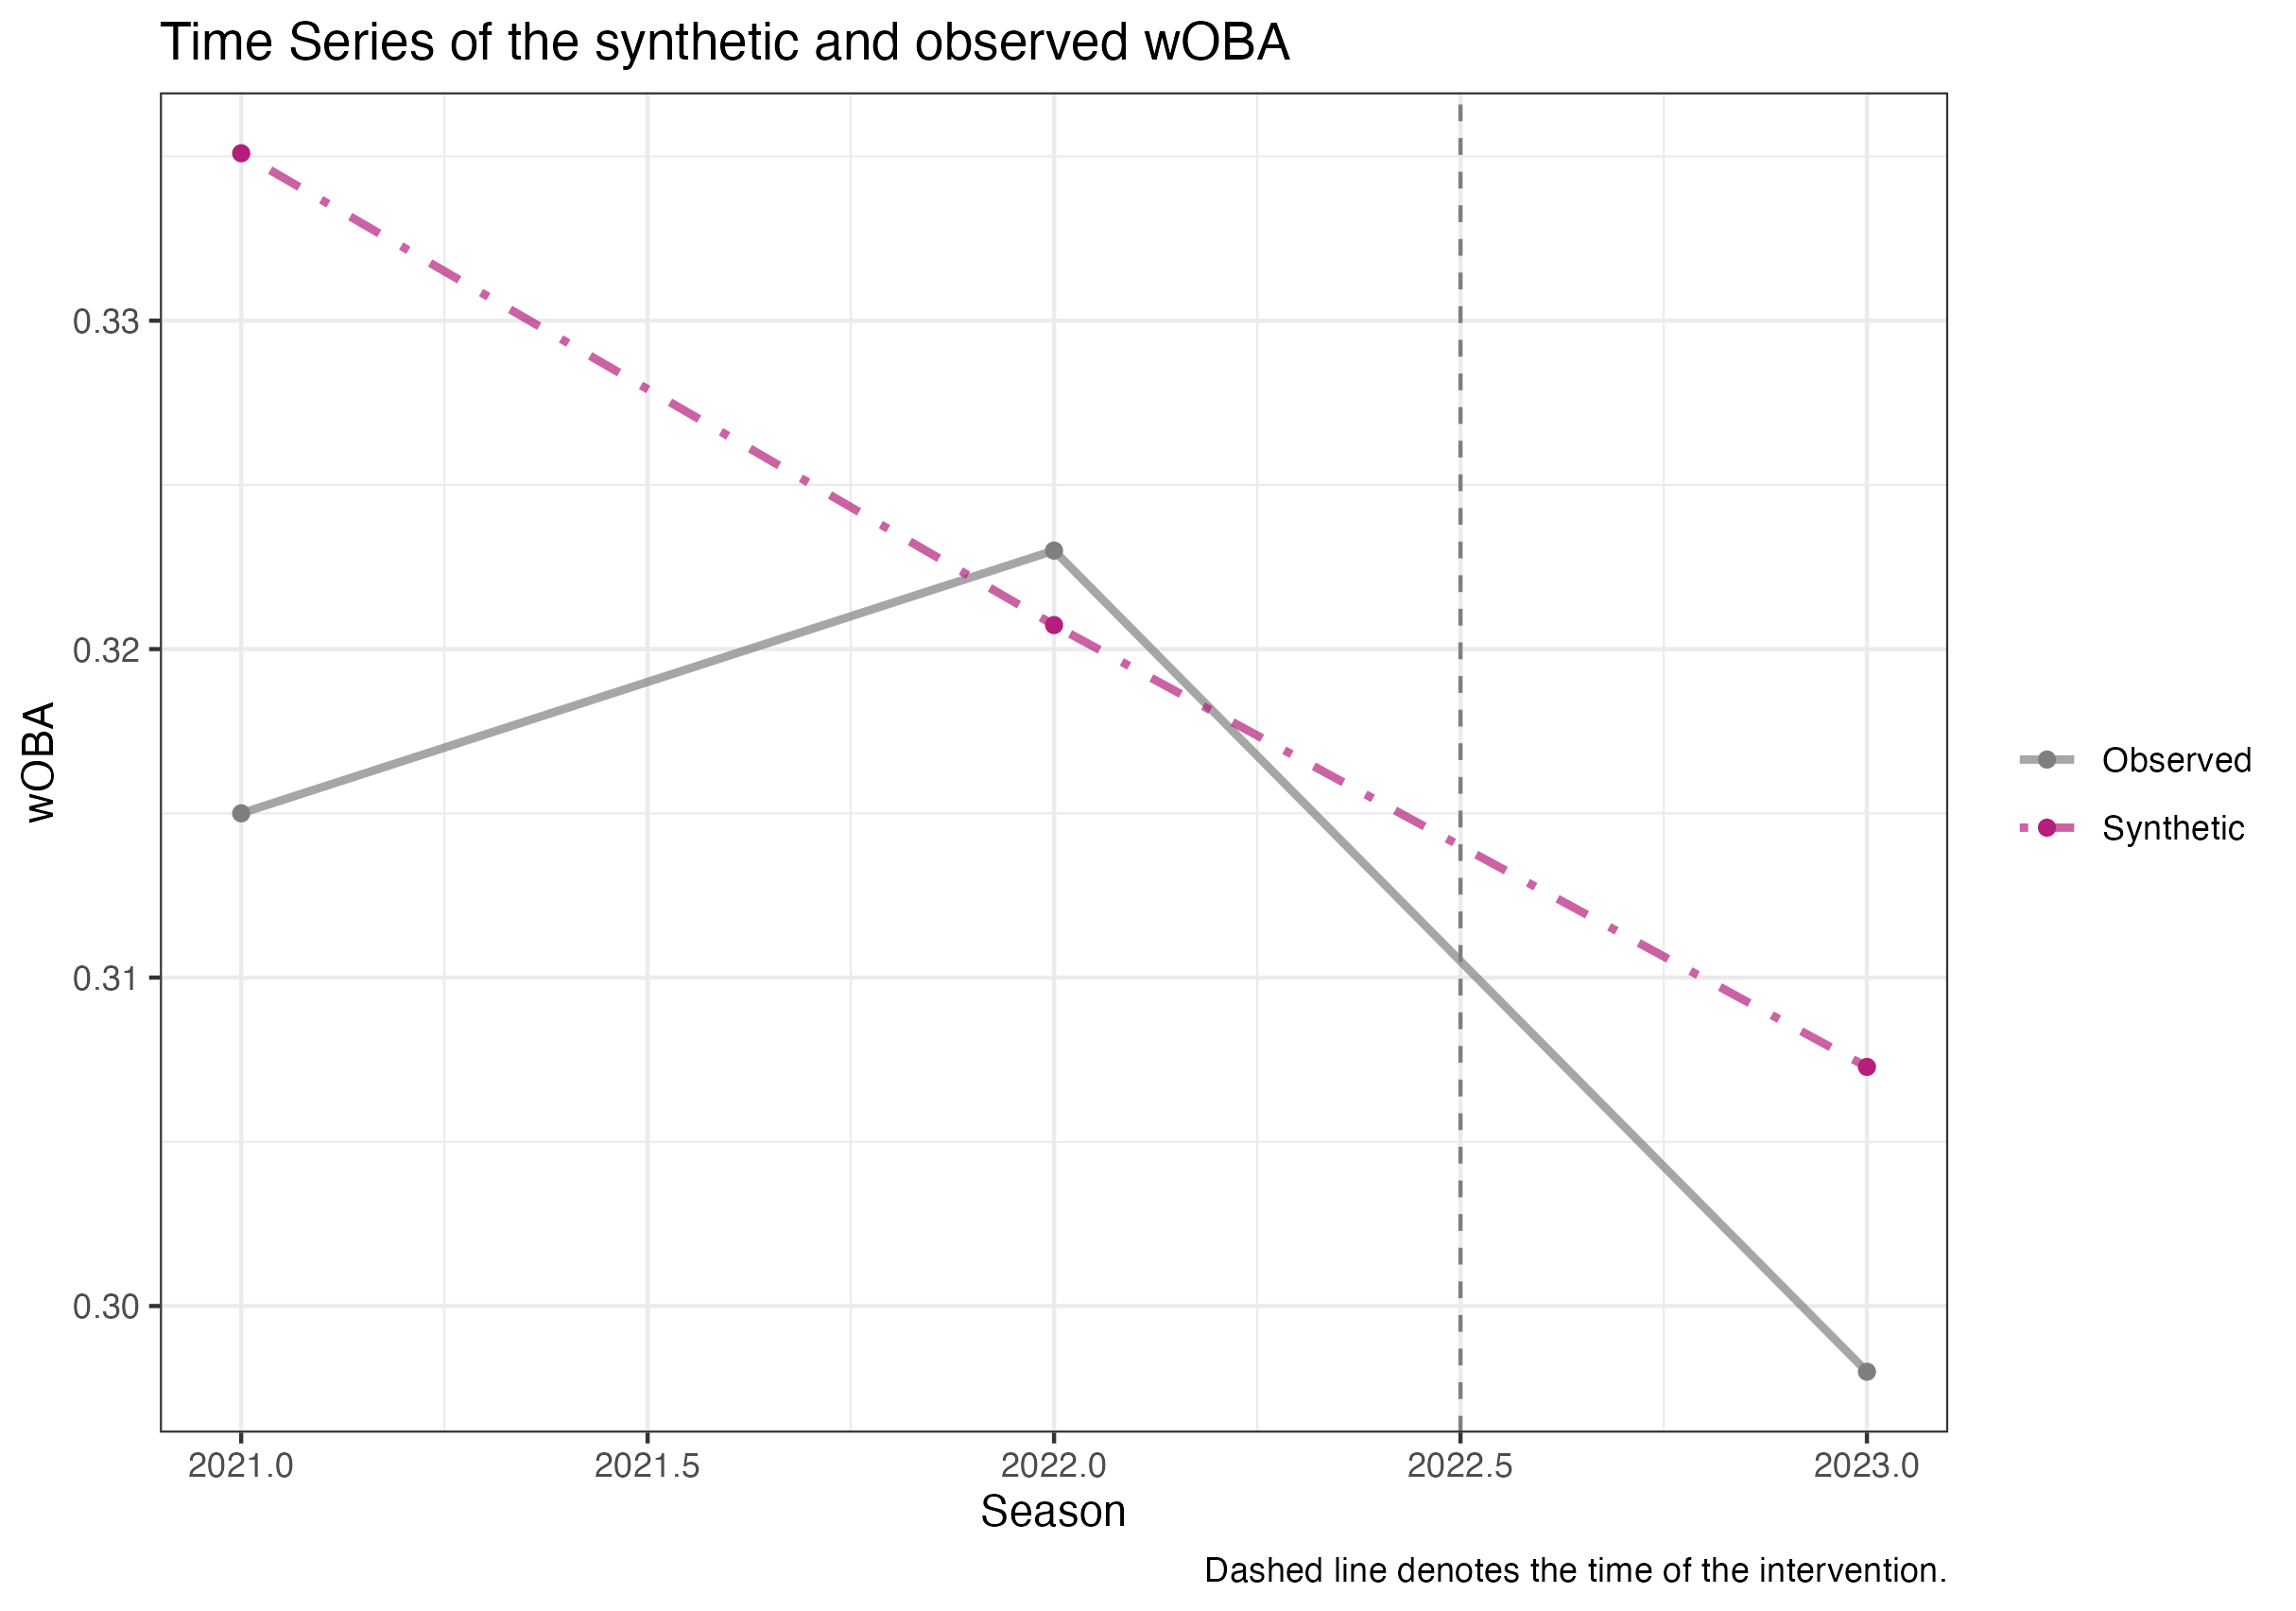 Time Series of the synthetic and observed wOBA
wOBA
0.33
0.32
0.31
0.30
2021.0
2021.5
2022.0
2022.5
2023.0
Season
Observed
Synthetic
Dashed line denotes the time of the intervention.